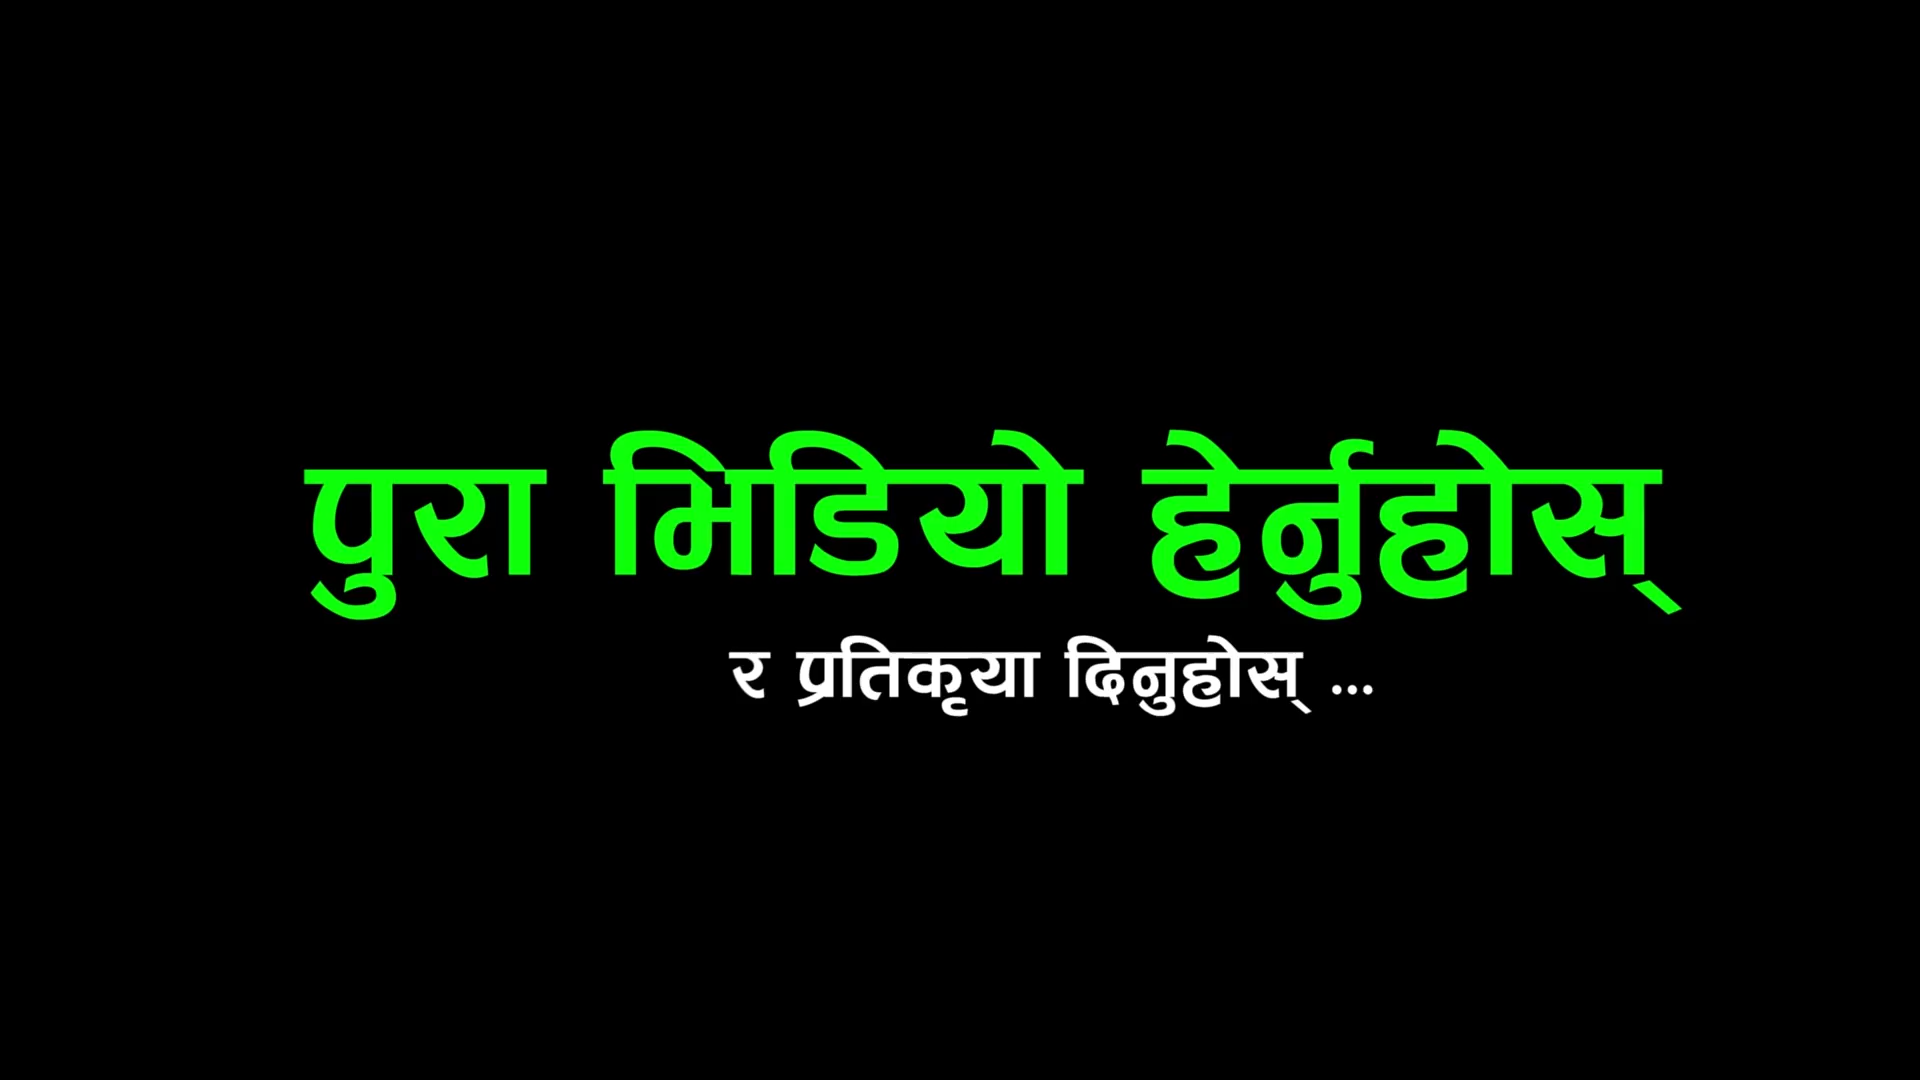 पुरा भिडियो हेर्नुहोस्
र प्रतिकृया दिनुहोस् ...